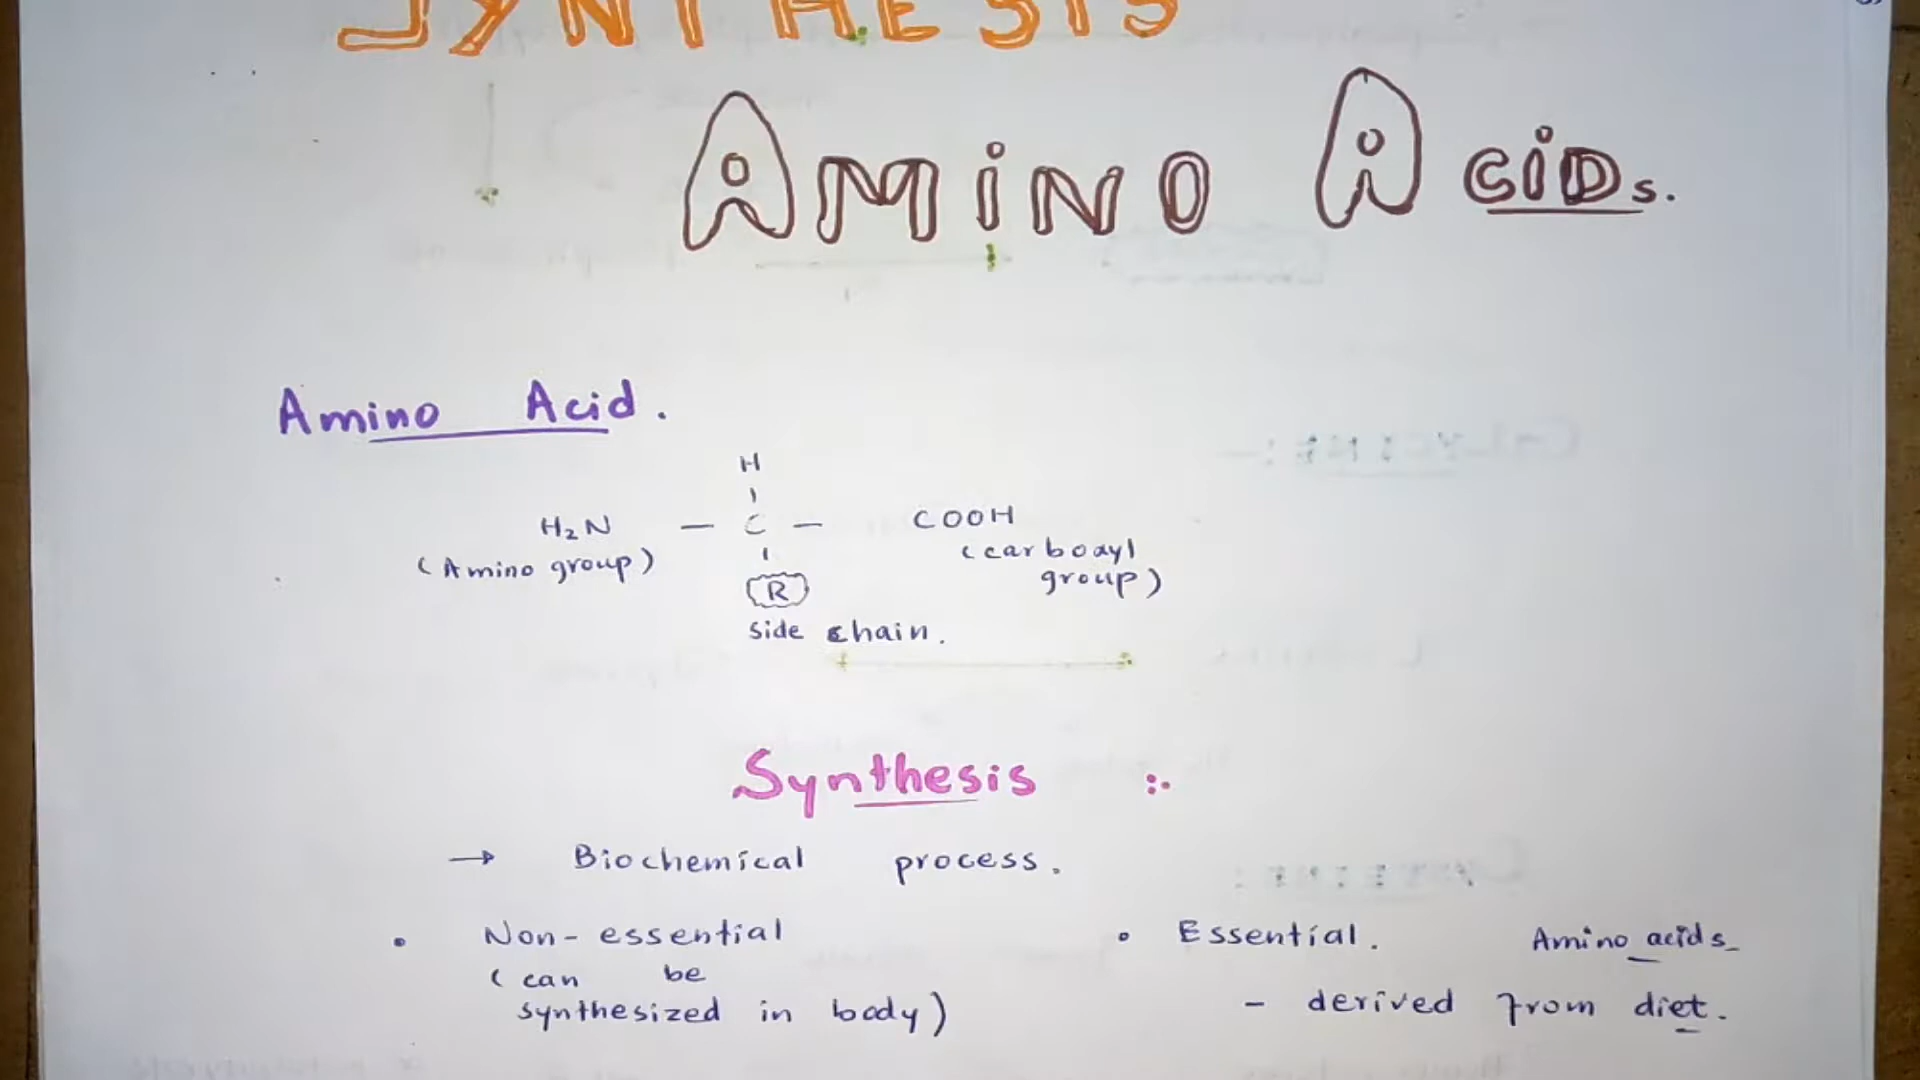 SYNTHESIS
AMINO ACIDs.
Amino Acid.
H
H₂N — C — COOH
(Amino group)
(carboxyl
group)
R
side chain.
Synthesis :-
→ Biochemical process.
• Non-essential
(can be
synthesized in body)
• Essential. Amino acids
- derived from diet.